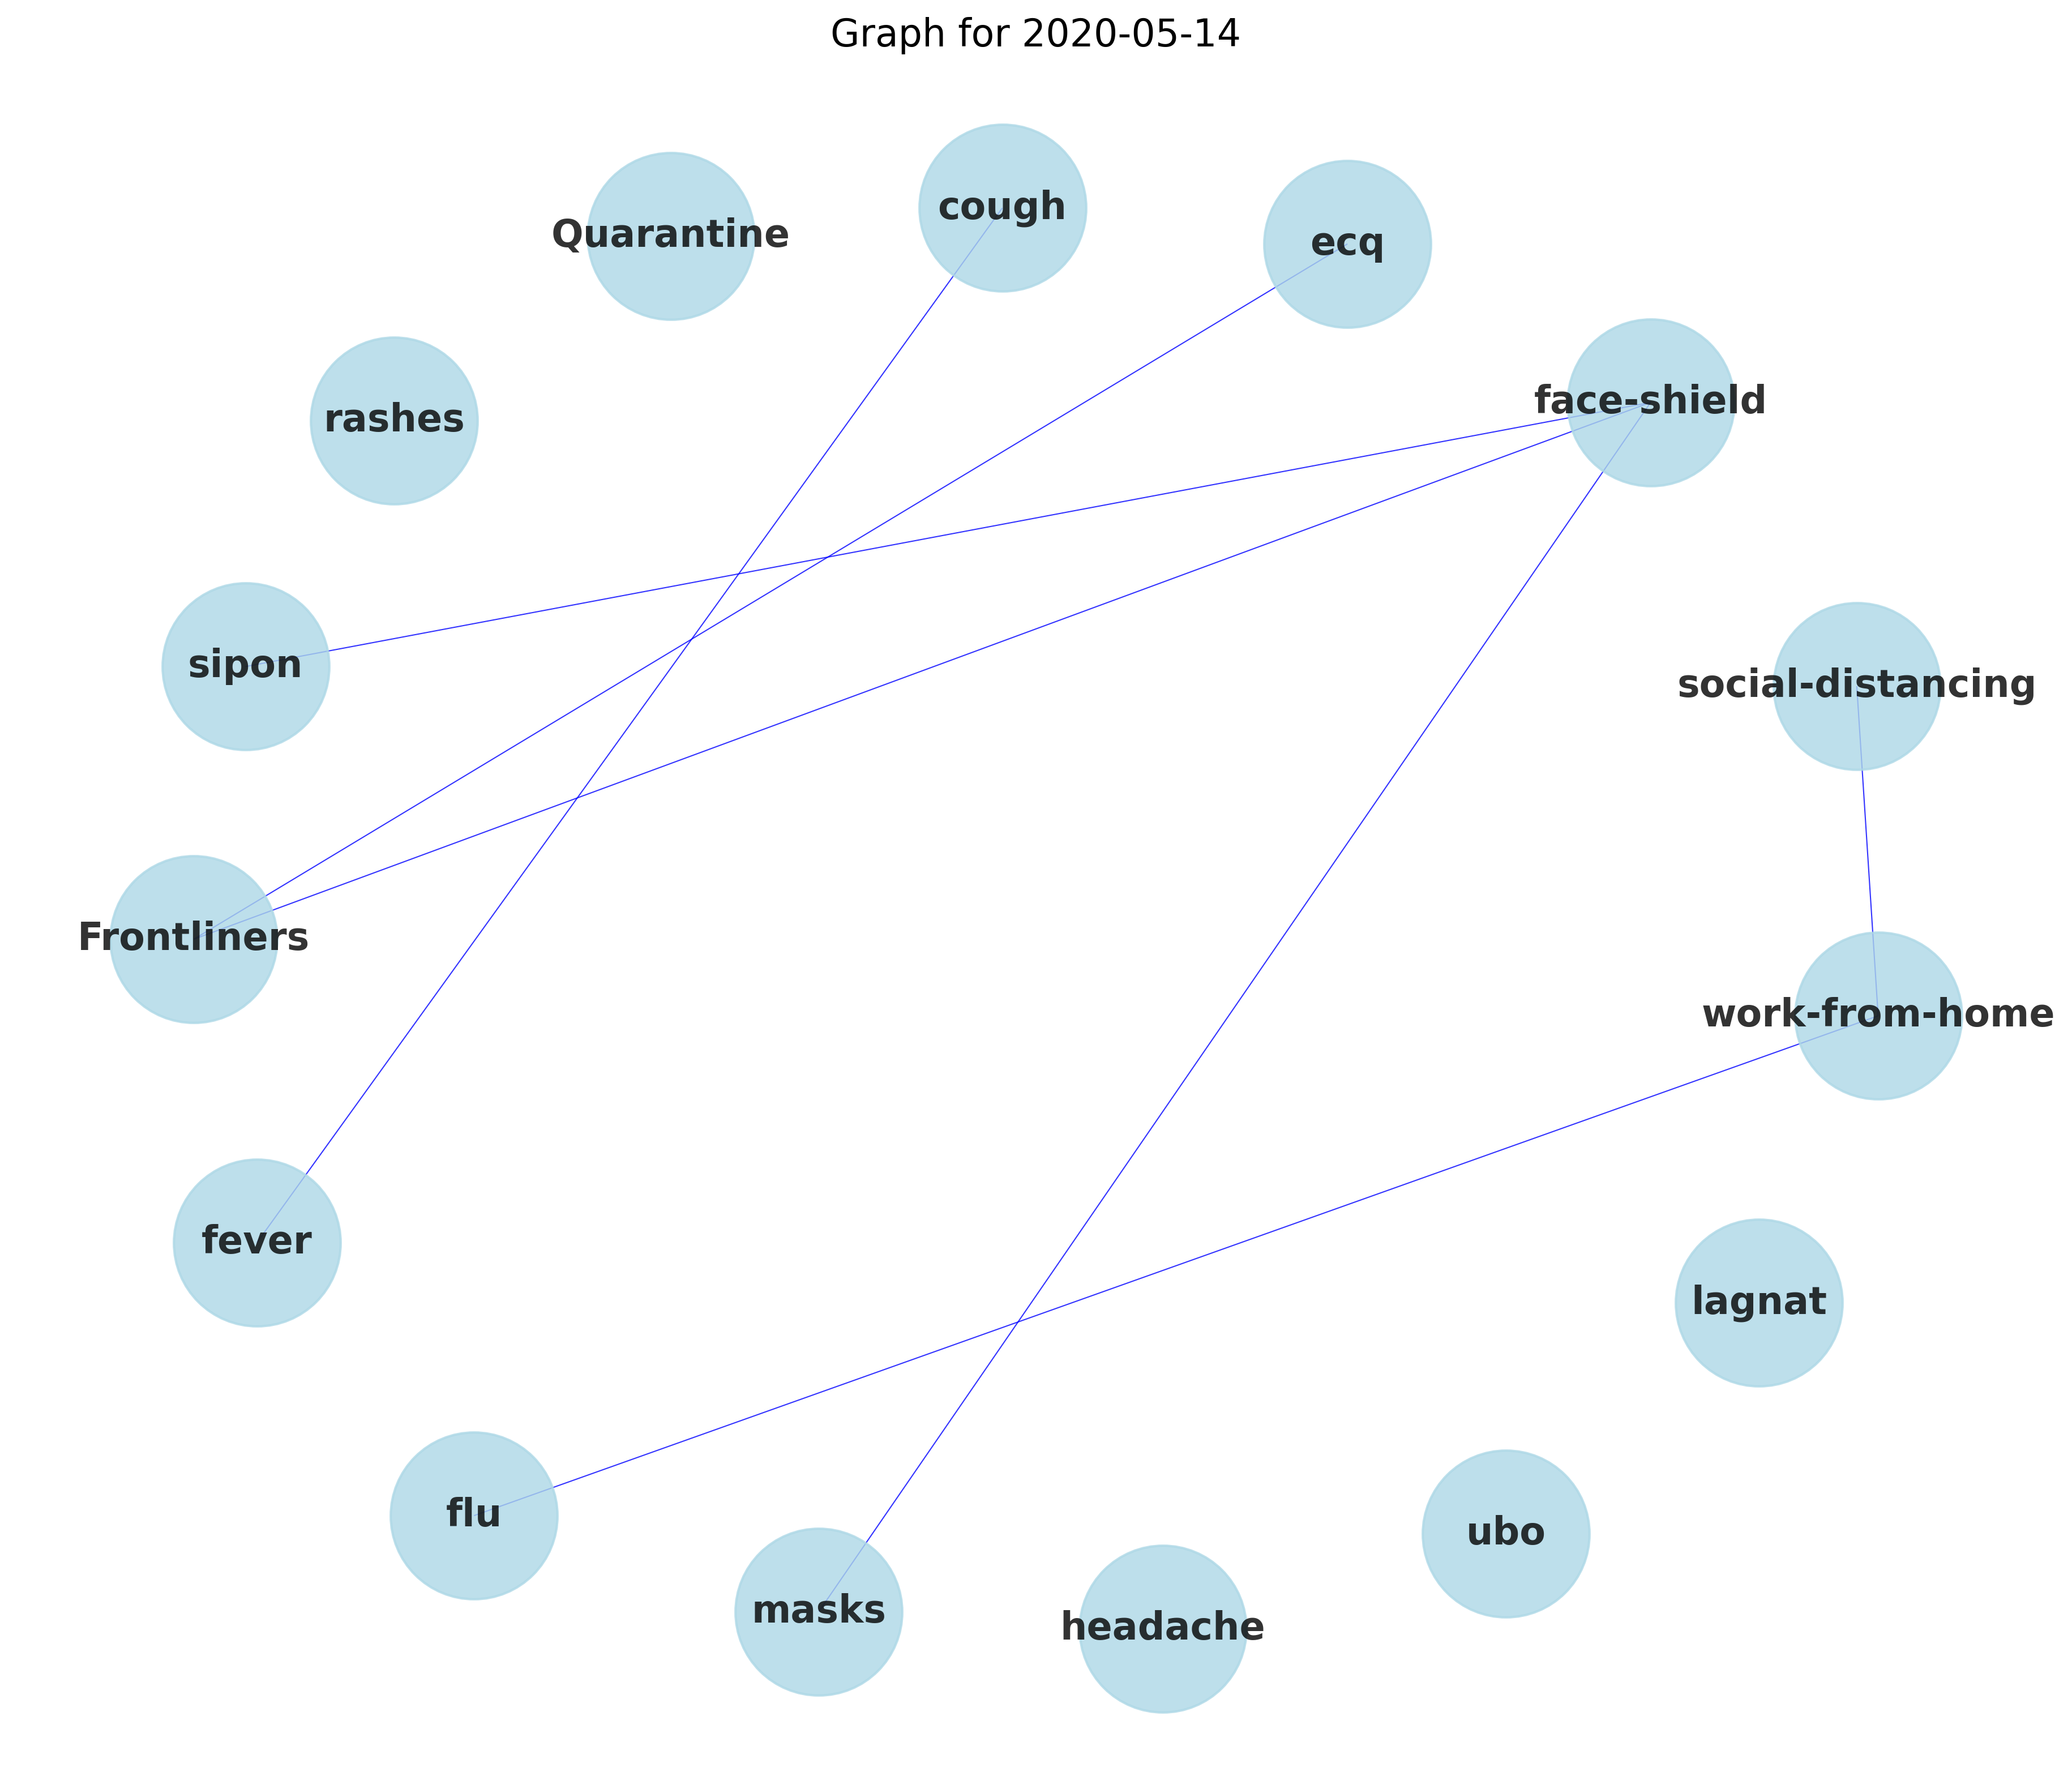 Graph for 2020-05-14
cough
Quarantine
ecq
face-shield
rashes
sipon
social-distancing
Frontliners
work-from-home
fever
lagnat
flu
ubo
masks
headache